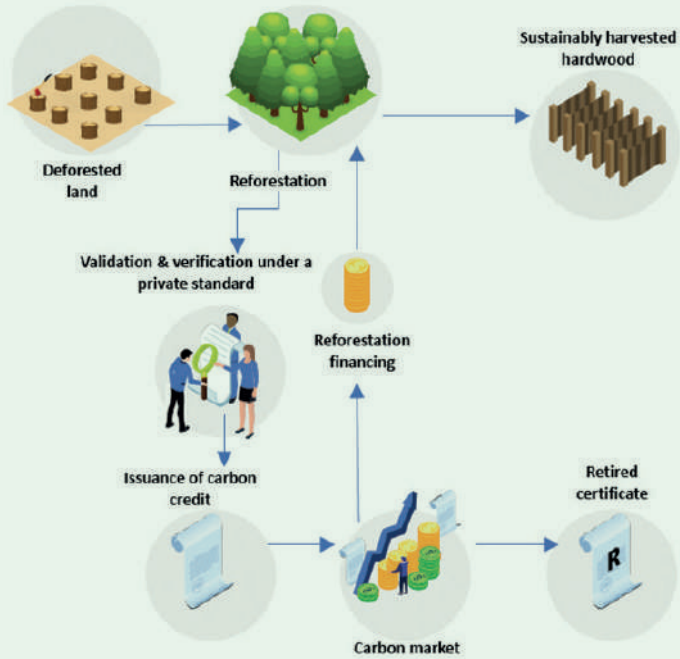 Sustainably harvested
hardwood
Deforested
land
Reforestation
Validation & verification under a
private standard
Reforestation
financing
Issuance of carbon
credit
Retired
certificate
R
Carbon market